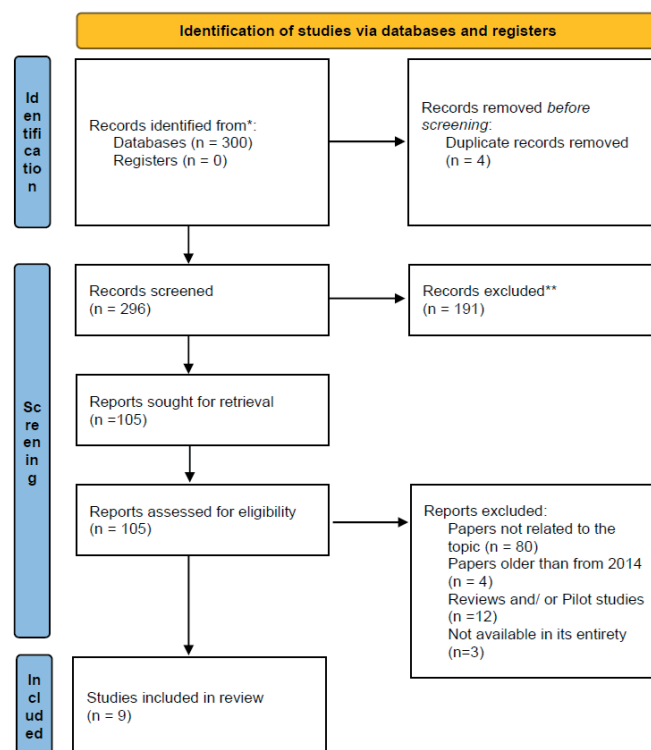 Identification of studies via databases and registers
Id
entifi
catio
n
Records identified from*:
Databases (n = 300)
Registers (n = 0)
Records removed before
screening:
Duplicate records removed
(n = 4)
Sc
re
en
in
g
Records screened
(n = 296)
Records excluded**
(n = 191)
Reports sought for retrieval
(n =105)
Reports assessed for eligibility
(n = 105)
Reports excluded:
Papers not related to the
topic (n = 80)
Papers older than from 2014
(n = 4)
Reviews and/ or Pilot studies
(n =12)
Not available in its entirety
(n=3)
In
cl
ud
ed
Studies included in review
(n = 9)